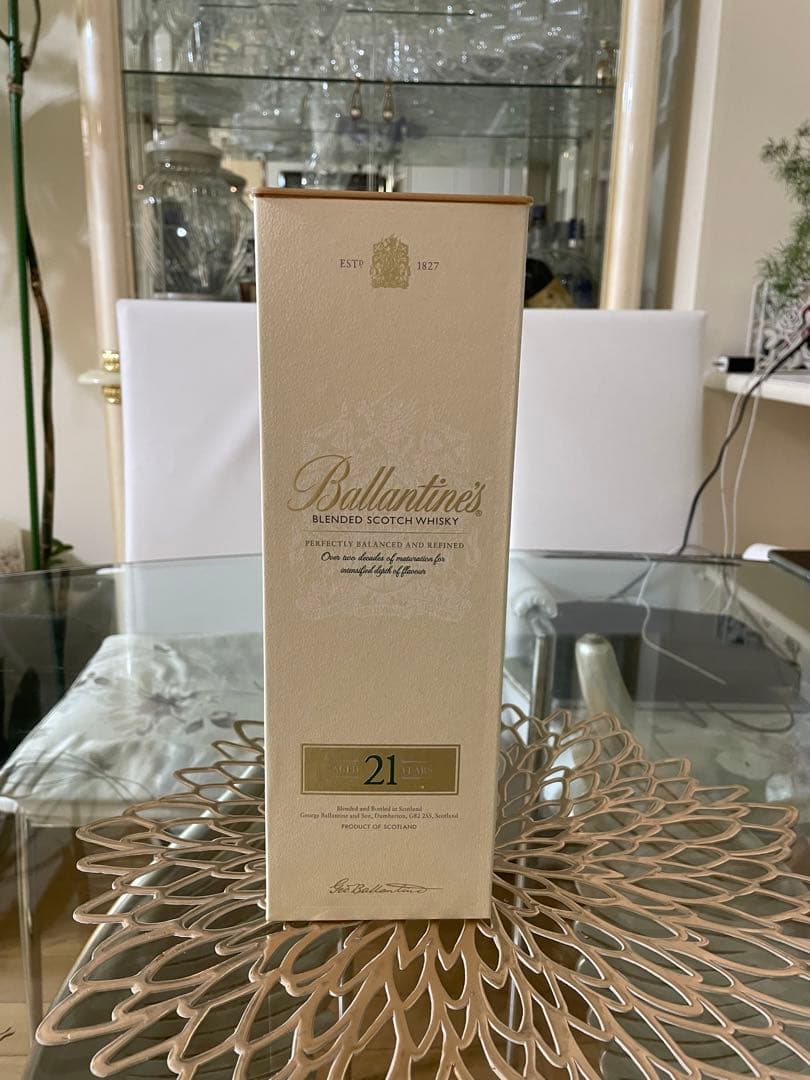 ESTD 1827
Ballantine's®
BLENDED SCOTCH WHISKY
PERFECTLY BALANCED AND REFINED
Over two decades of maturation for
intensified depth of flavour
AGED 21 YEARS
Blended and Bottled in Scotland
George Ballantine and Son, Dumbarton, G82 2SS, Scotland
PRODUCT OF SCOTLAND
Geo Ballantine